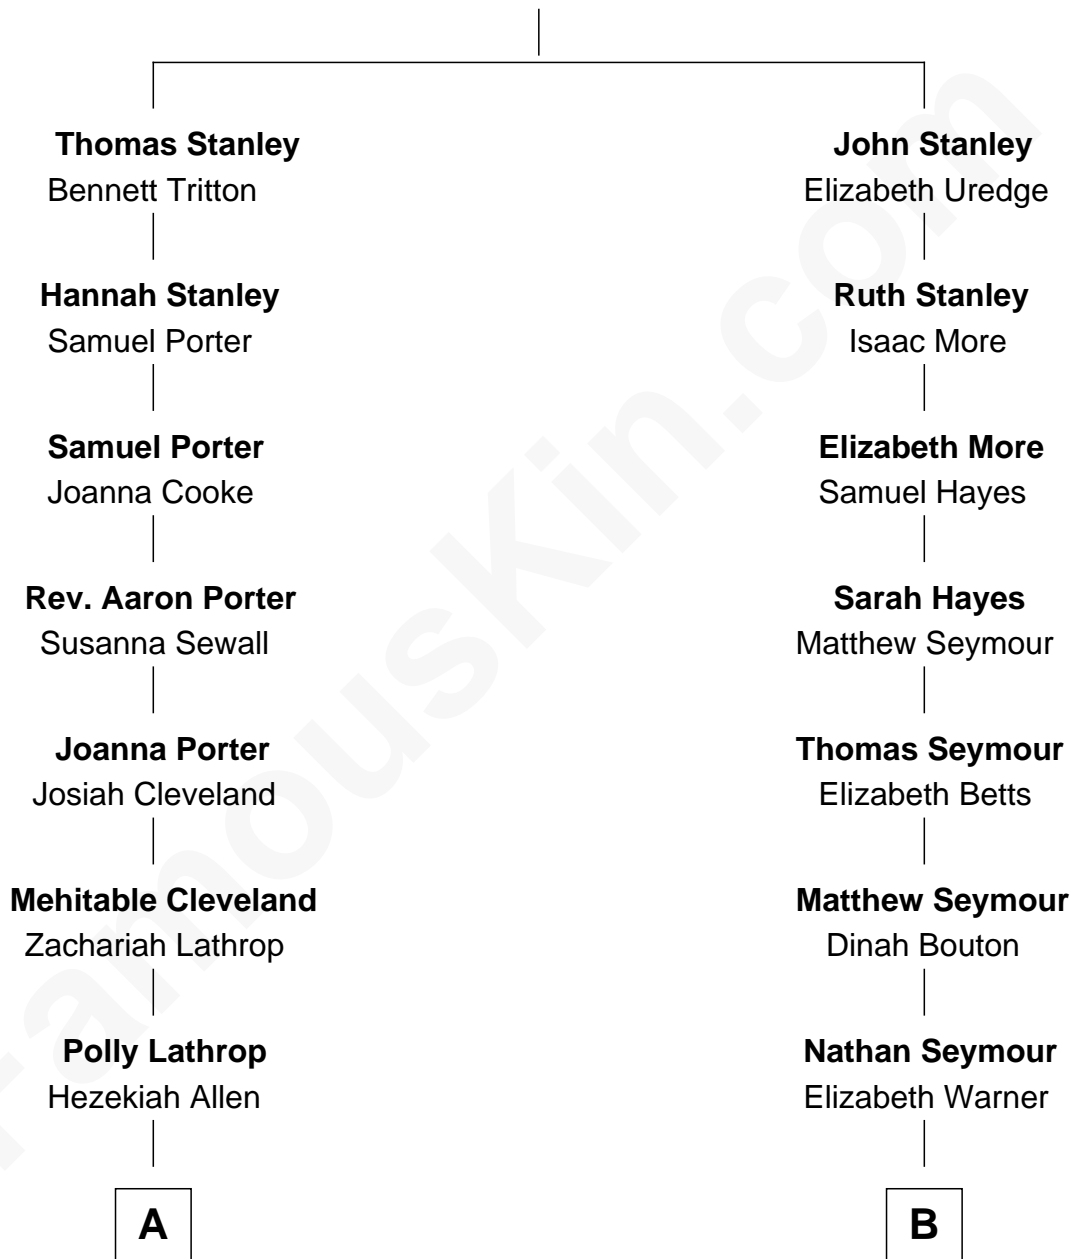 Thomas Stanley
Bennett Tritton
Hannah Stanley
Samuel Porter
Samuel Porter
Joanna Cooke
Rev. Aaron Porter
Susanna Sewall
Joanna Porter
Josiah Cleveland
Mehitable Cleveland
Zachariah Lathrop
Polly Lathrop
Hezekiah Allen
A
John Stanley
Elizabeth Uredge
Ruth Stanley
Isaac More
Elizabeth More
Samuel Hayes
Sarah Hayes
Matthew Seymour
Thomas Seymour
Elizabeth Betts
Matthew Seymour
Dinah Bouton
Nathan Seymour
Elizabeth Warner
B
FamousKin.com